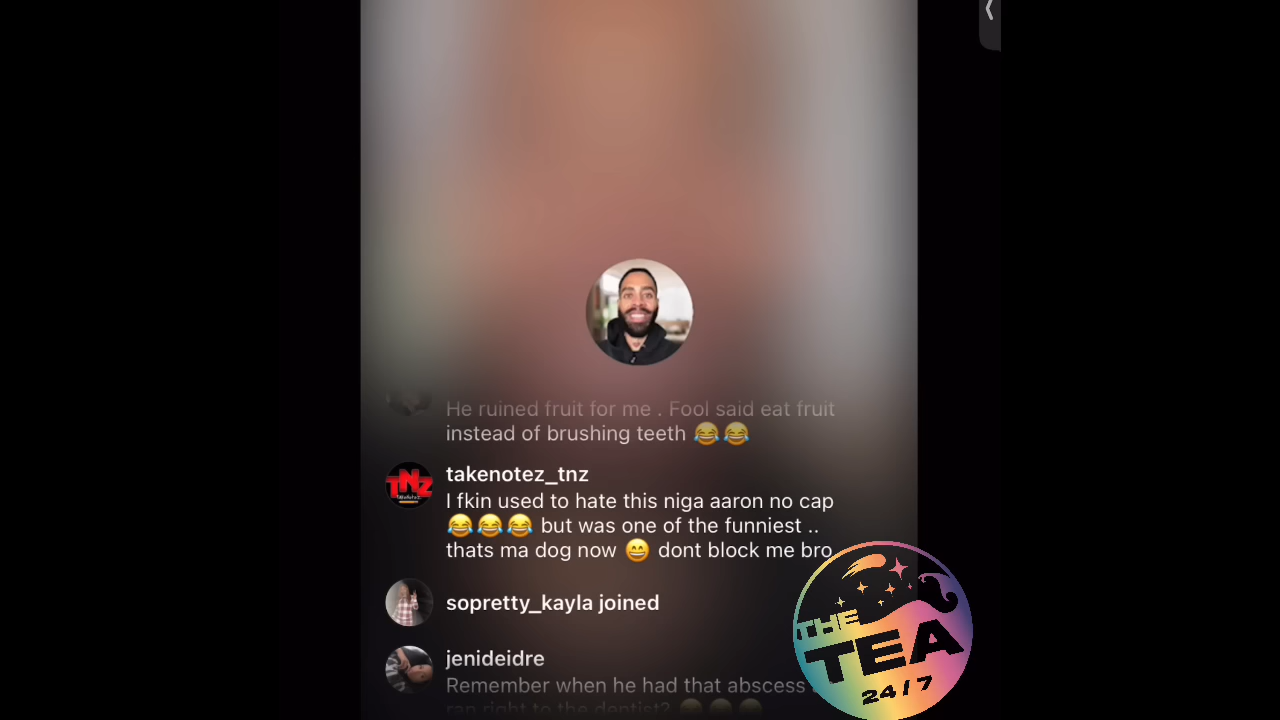 He ruined fruit for me . Fool said eat fruit
instead of brushing teeth 😂😂
TNZ
takenotez_tnz
I fkin used to hate this niga aaron no cap
😂😂😂 but was one of the funniest ..
thats ma dog now 😄 dont block me bro
sopretty_kayla joined
jenideidre
Remember when he had that abscess
ran right to the dentist? 😂😂😂
THE
TEA
24/7